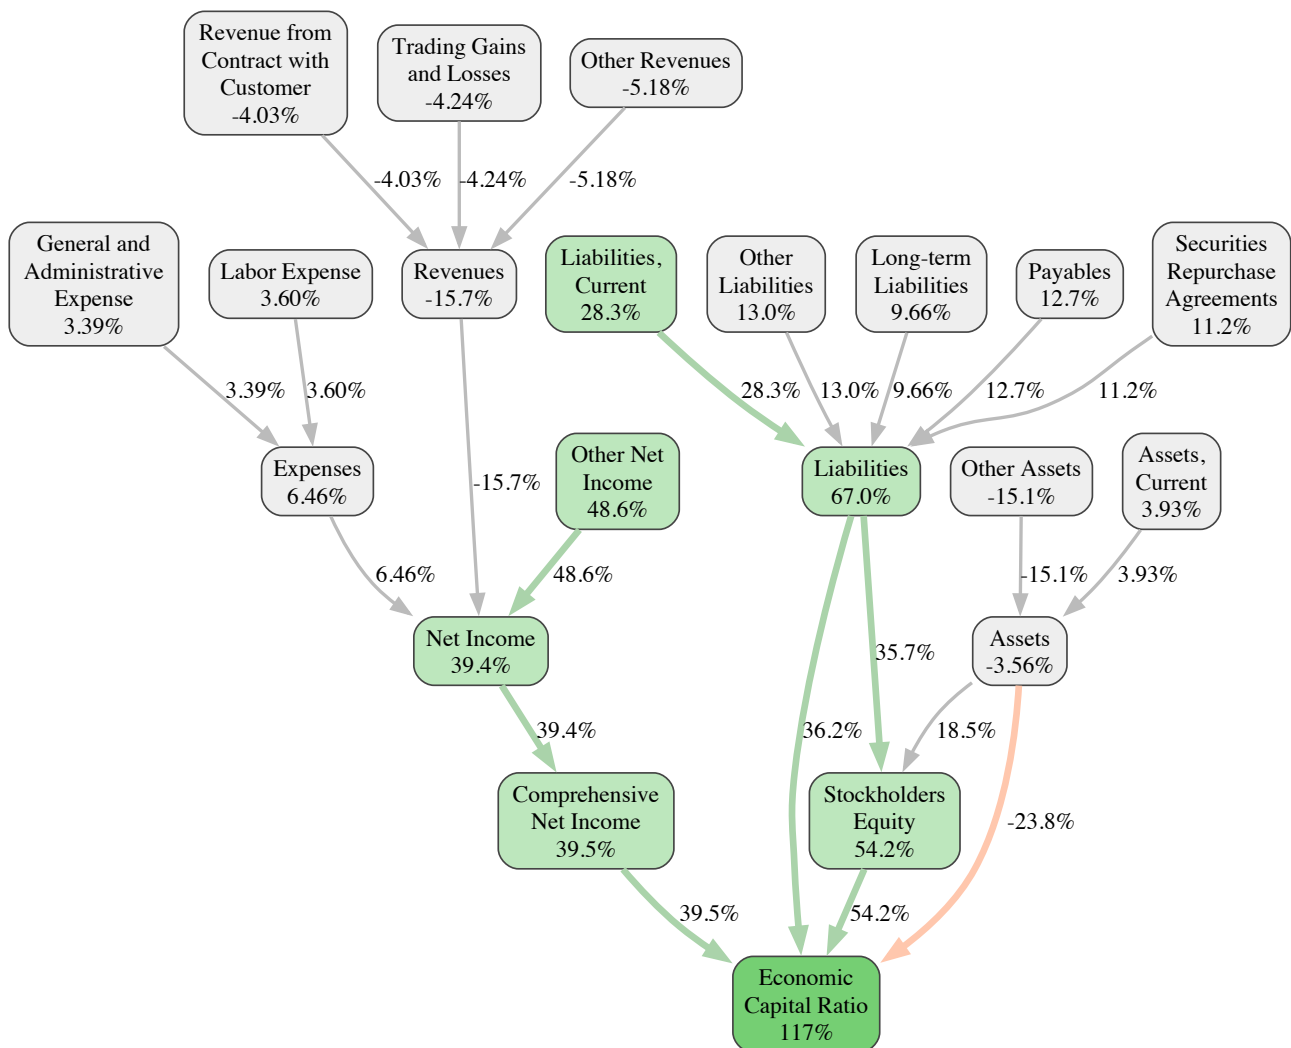 Revenue from
Contract with
Customer
-4.03%
Trading Gains
and Losses
-4.24%
Other Revenues
-5.18%
-4.03%
-4.24%
-5.18%
General and
Administrative
Expense
3.39%
Labor Expense
3.60%
Revenues
-15.7%
Liabilities,
Current
28.3%
Other
Liabilities
13.0%
Long-term
Liabilities
9.66%
Payables
12.7%
Securities
Repurchase
Agreements
11.2%
3.39%
3.60%
28.3%
13.0%
9.66%
12.7%
11.2%
Expenses
6.46%
-15.7%
Other Net
Income
48.6%
Liabilities
67.0%
Other Assets
-15.1%
Assets,
Current
3.93%
6.46%
48.6%
-15.1%
3.93%
Net Income
39.4%
35.7%
Assets
-3.56%
39.4%
36.2%
18.5%
Comprehensive
Net Income
39.5%
Stockholders
Equity
54.2%
-23.8%
39.5%
54.2%
Economic
Capital Ratio
117%